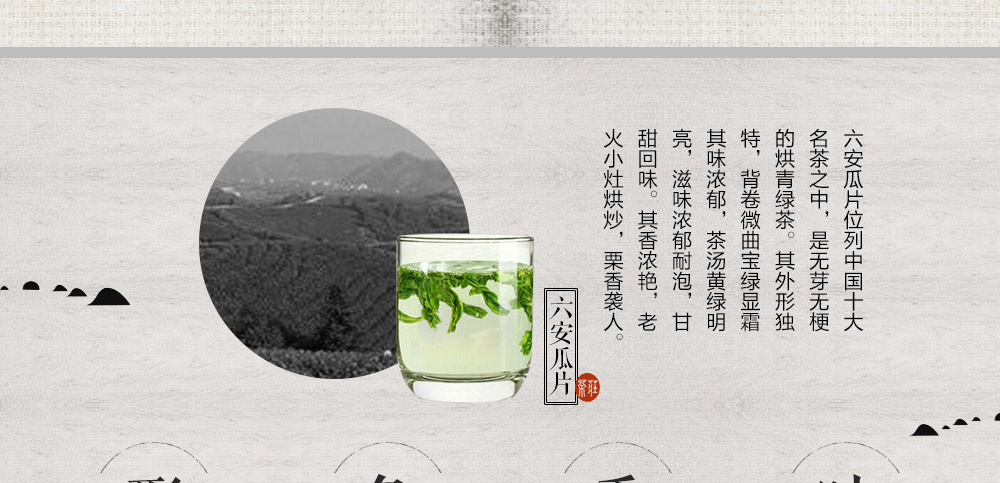 六安瓜片位列中国十大
名茶之中，是无芽无梗
的烘青绿茶。其外形独
特，背卷微曲宝绿显霜
其味浓郁，茶汤黄绿明
亮，滋味浓郁耐泡，甘
甜回味。其香浓艳，老
火小灶烘炒，栗香袭人。
六安瓜片
茶莊